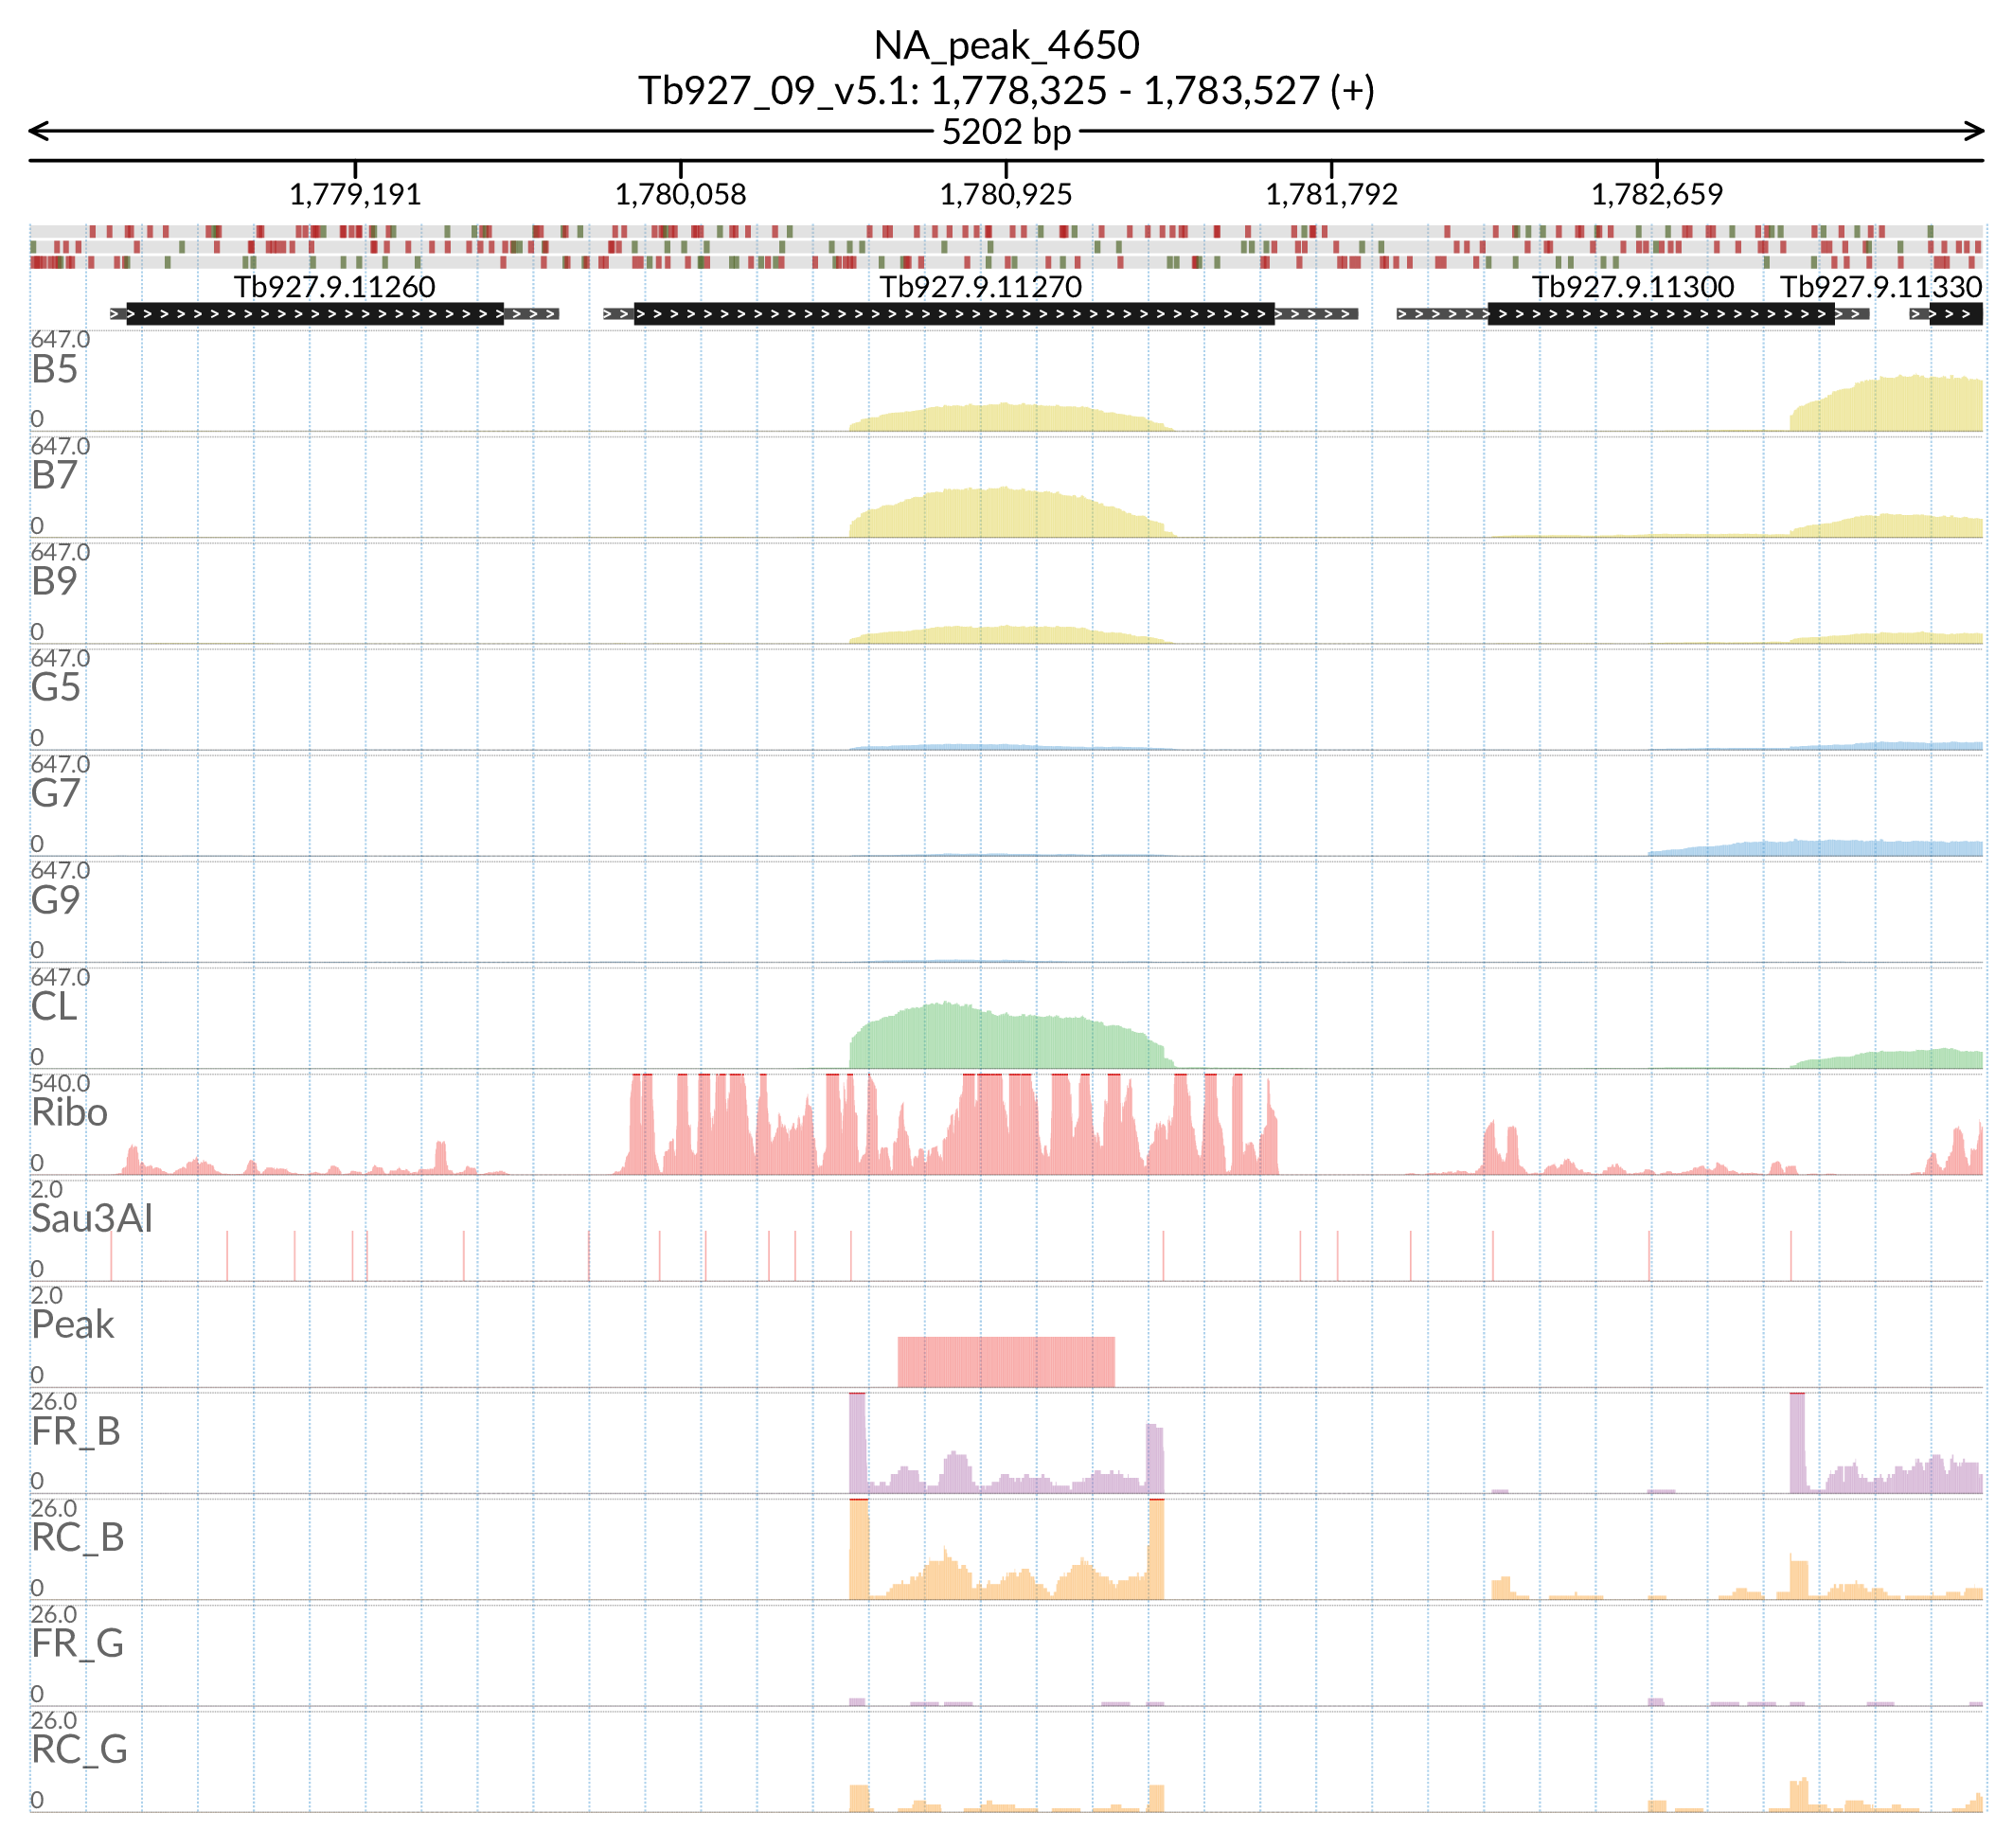 NA_peak_4650
Tb927_09_v5.1: 1,778,325 - 1,783,527 (+)
5202 bp
1,779,191 1,780,058 1,780,925 1,781,792 1,782,659
Tb927.9.11260 Tb927.9.11270 Tb927.9.11300 Tb927.9.11330
647.0
B5
0
647.0
B7
0
647.0
B9
0
647.0
G5
0
647.0
G7
0
647.0
G9
0
647.0
CL
0
540.0
Ribo
0
2.0
Sau3AI
0
2.0
Peak
0
26.0
FR_B
0
26.0
RC_B
0
26.0
FR_G
0
26.0
RC_G
0